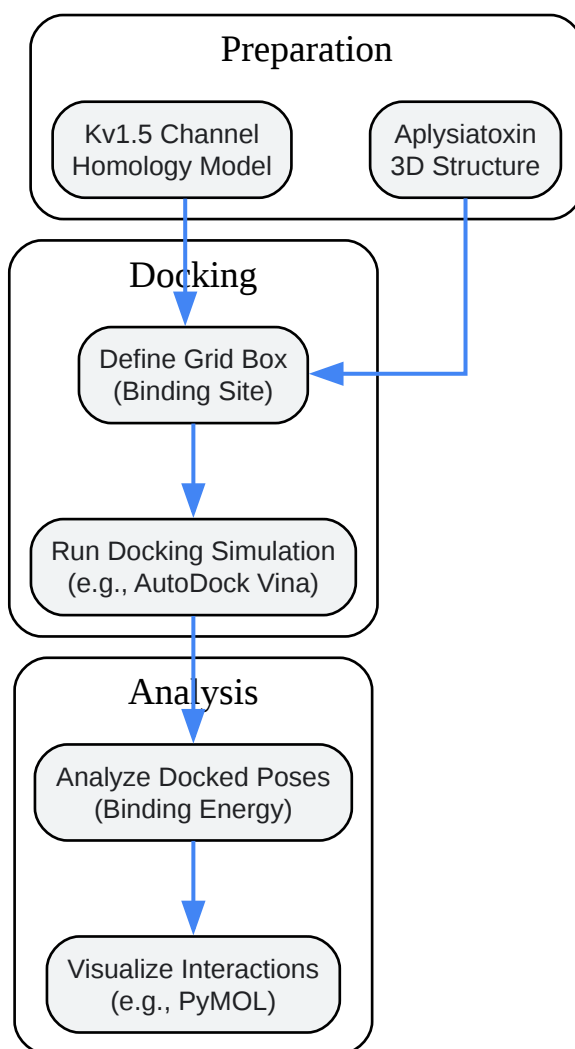 Preparation
Kv1.5 Channel
Homology Model
Aplysiatoxin
3D Structure
Docking
Define Grid Box
(Binding Site)
Run Docking Simulation
(e.g., AutoDock Vina)
Analysis
Analyze Docked Poses
(Binding Energy)
Visualize Interactions
(e.g., PyMOL)